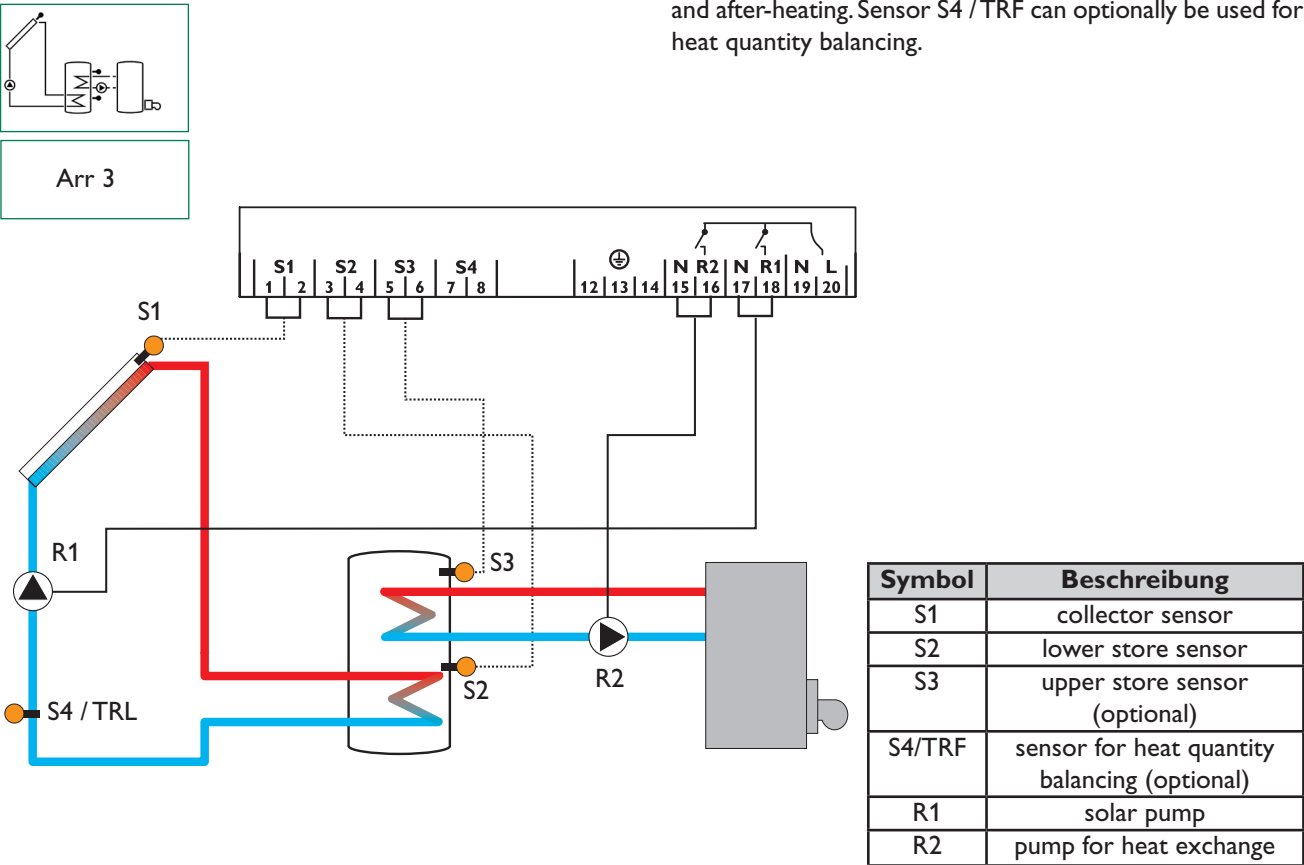 and after-heating. Sensor S4 / TRF can optionally be used for
heat quantity balancing.
Arr 3
S1 S2 S3 S4 N R2 N R1 N L
1 2 3 4 5 6 7 8 12 13 14 15 16 17 18 19 20
S1
R1
S3
S2
R2
S4 / TRL
Symbol Beschreibung
S1 collector sensor
S2 lower store sensor
S3 upper store sensor
(optional)
S4/TRF sensor for heat quantity
balancing (optional)
R1 solar pump
R2 pump for heat exchange